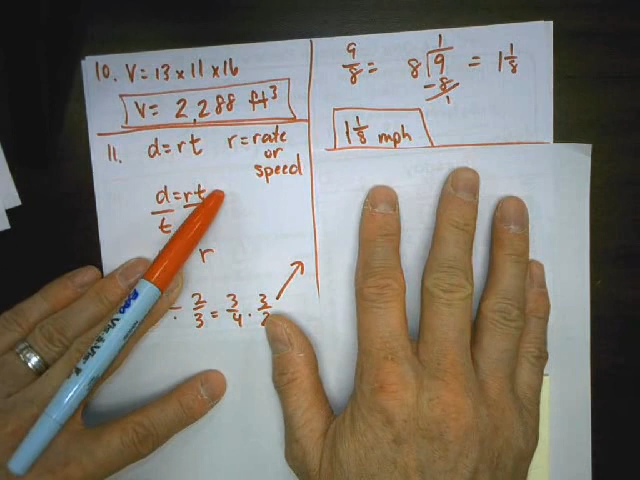 10. V = 13 x 11 x 16
V = 2,288 ft³
11. d = rt r = rate
or
speed
d = rt
t
r
÷ 2/3 = 3/4 · 3/2
9/8 = 8 1 9 = 1 1/8
-8
1
1 1/8 mph